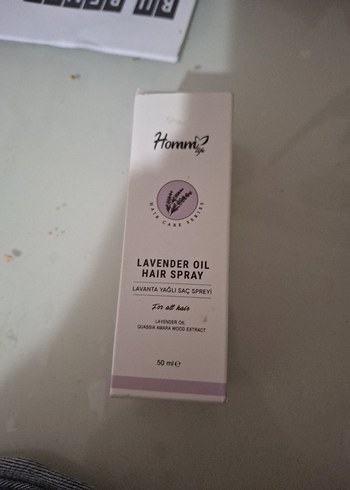 Homm
life
HAIR CARE SERIES
LAVENDER OIL
HAIR SPRAY
LAVANTA YAĞLI SAÇ SPREYİ
For all hair
LAVENDER OIL
QUASSIA AMARA WOOD EXTRACT
50 ml ℮